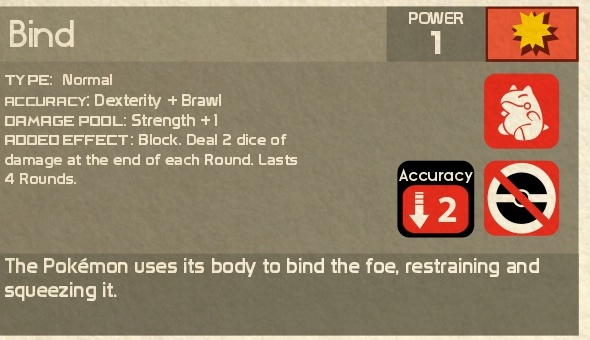 Bind
POWER
1
TYPE: Normal
ACCURACY: Dexterity + Brawl
DAMAGE POOL: Strength + 1
ADDED EFFECT: Block. Deal 2 dice of
damage at the end of each Round. Lasts
4 Rounds.
Accuracy
2
The Pokémon uses its body to bind the foe, restraining and
squeezing it.